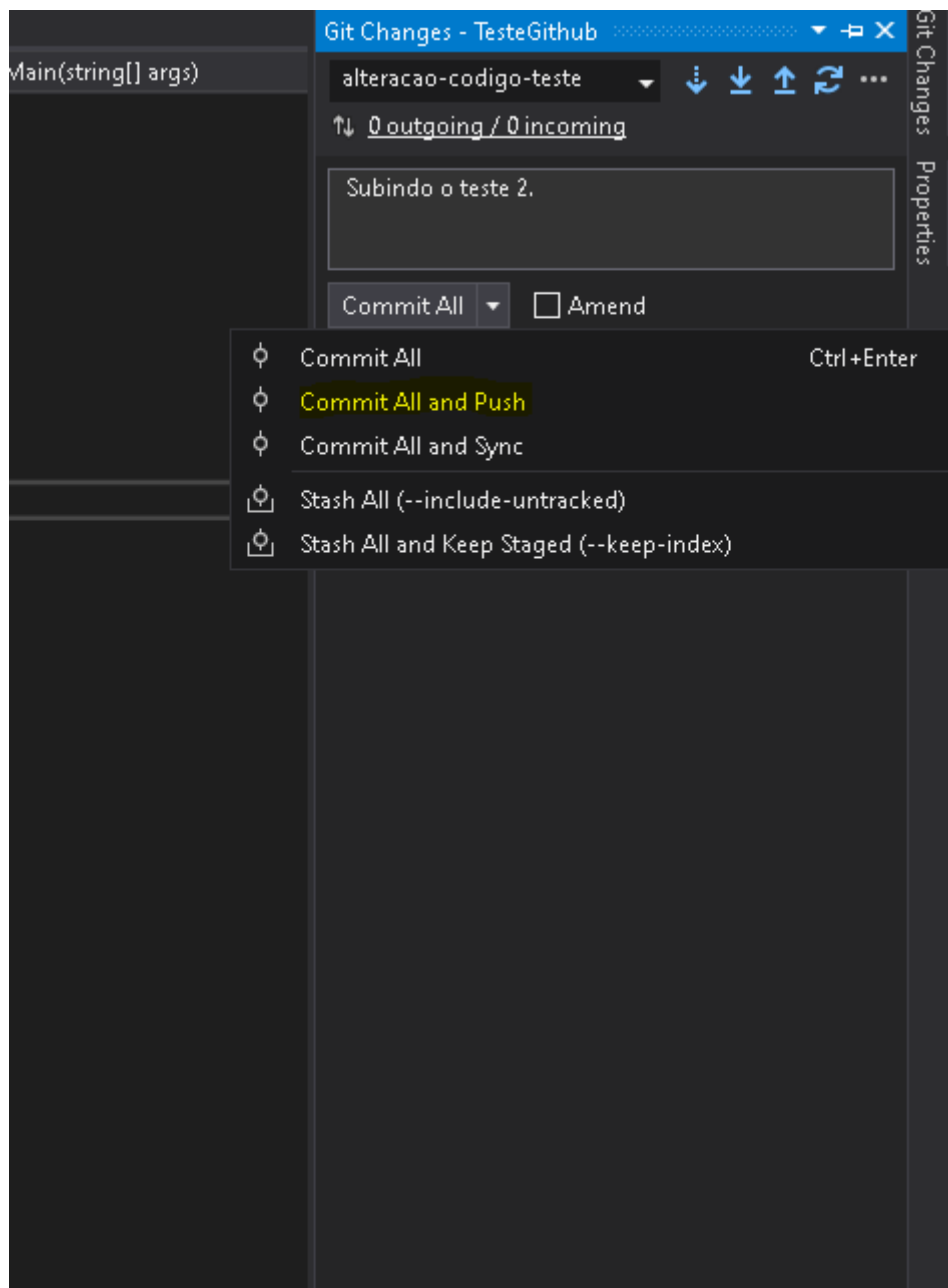 Git Changes - TesteGithub
Main(string[] args)
alteracao-codigo-teste
0 outgoing / 0 incoming
Subindo o teste 2.
Commit All
Amend
Commit All Ctrl+Enter
Commit All and Push
Commit All and Sync
Stash All (--include-untracked)
Stash All and Keep Staged (--keep-index)
Git Changes
Properties